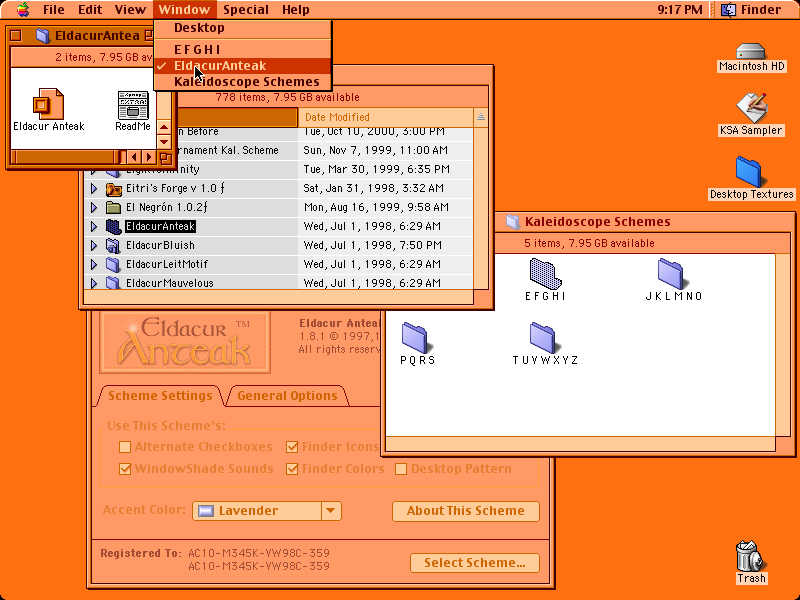 File Edit View Window Special Help 9:17 PM Finder
Desktop
E F G H I
EldacurAnteak
Kaleidoscope Schemes
EldacurAntea
2 items, 7.95 GB av
Eldacur Anteak
ReadMe
778 items, 7.95 GB available
Date Modified
n Before Tue, Oct 10, 2000, 3:00 PM
ernament Kal. Scheme Sun, Nov 7, 1999, 11:00 AM
Tue, Mar 30, 1999, 6:35 PM
Eitri's Forge v 1.0 ƒ Sat, Jan 31, 1998, 3:32 AM
El Negrón 1.0.2ƒ Mon, Aug 16, 1999, 9:58 AM
EldacurAnteak Wed, Jul 1, 1998, 6:29 AM
EldacurBluish Wed, Jul 1, 1998, 7:50 PM
EldacurLeitMotif Wed, Jul 1, 1998, 6:29 AM
EldacurMauvelous Wed, Jul 1, 1998, 6:29 AM
Macintosh HD
KSA Sampler
Desktop Textures
Kaleidoscope Schemes
5 items, 7.95 GB available
E F G H I
J K L M N O
P Q R S
T U Y W X Y Z
Eldacur ™
Anteak
Eldacur Anteal
1.8.1 © 1997,1
All rights reserv
Scheme Settings General Options
Use This Scheme's:
Alternate Checkboxes Finder Icons
WindowShade Sounds Finder Colors Desktop Pattern
Accent Color: Lavender About This Scheme
Registered To: AC10-M345K-YW98C-359
AC10-M345K-YW98C-359
Select Scheme...
Trash